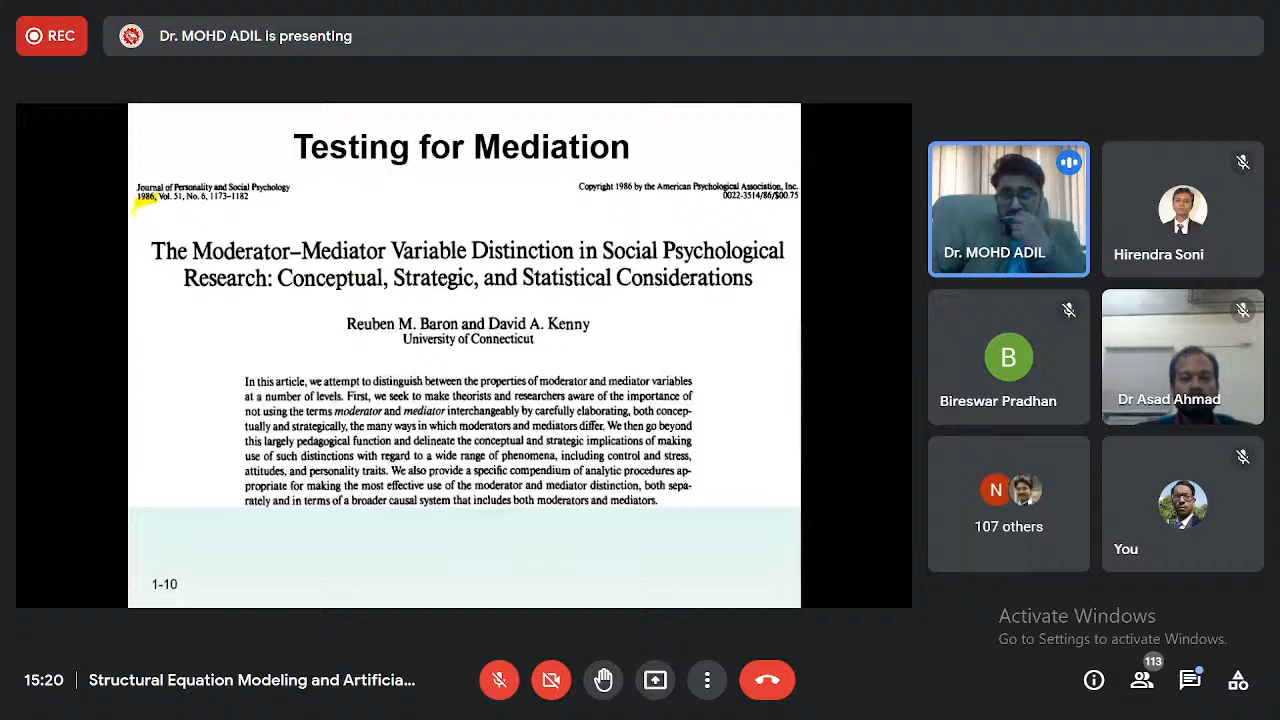 REC
Dr. MOHD ADIL is presenting
Testing for Mediation
Journal of Personality and Social Psychology
1986, Vol. 51, No. 6, 1173-1182
Copyright 1986 by the American Psychological Association, Inc.
0022-3514/86/$00.75
The Moderator–Mediator Variable Distinction in Social Psychological
Research: Conceptual, Strategic, and Statistical Considerations
Reuben M. Baron and David A. Kenny
University of Connecticut
In this article, we attempt to distinguish between the properties of moderator and mediator variables
at a number of levels. First, we seek to make theorists and researchers aware of the importance of
not using the terms moderator and mediator interchangeably by carefully elaborating, both concep-
tually and strategically, the many ways in which moderators and mediators differ. We then go beyond
this largely pedagogical function and delineate the conceptual and strategic implications of making
use of such distinctions with regard to a wide range of phenomena, including control and stress,
attitudes, and personality traits. We also provide a specific compendium of analytic procedures ap-
propriate for making the most effective use of the moderator and mediator distinction, both sepa-
rately and in terms of a broader causal system that includes both moderators and mediators.
1-10
Dr. MOHD ADIL
Hirendra Soni
B
Bireswar Pradhan
Dr Asad Ahmad
N
107 others
You
Activate Windows
Go to Settings to activate Windows.
15:20
Structural Equation Modeling and Artificia...
113